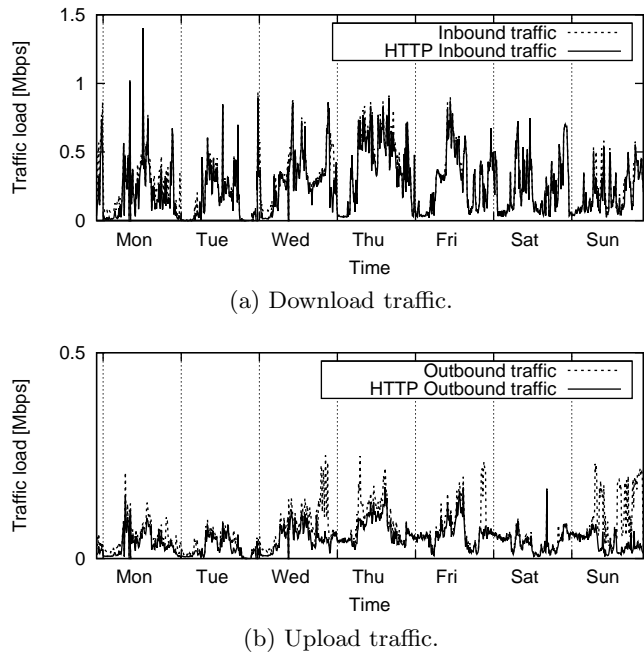 1.5
Inbound traffic
HTTP Inbound traffic
1
0.5
0
Traffic load [Mbps]
Mon Tue Wed Thu Fri Sat Sun
Time
(a) Download traffic.
0.5
Outbound traffic
HTTP Outbound traffic
0
Traffic load [Mbps]
Mon Tue Wed Thu Fri Sat Sun
Time
(b) Upload traffic.